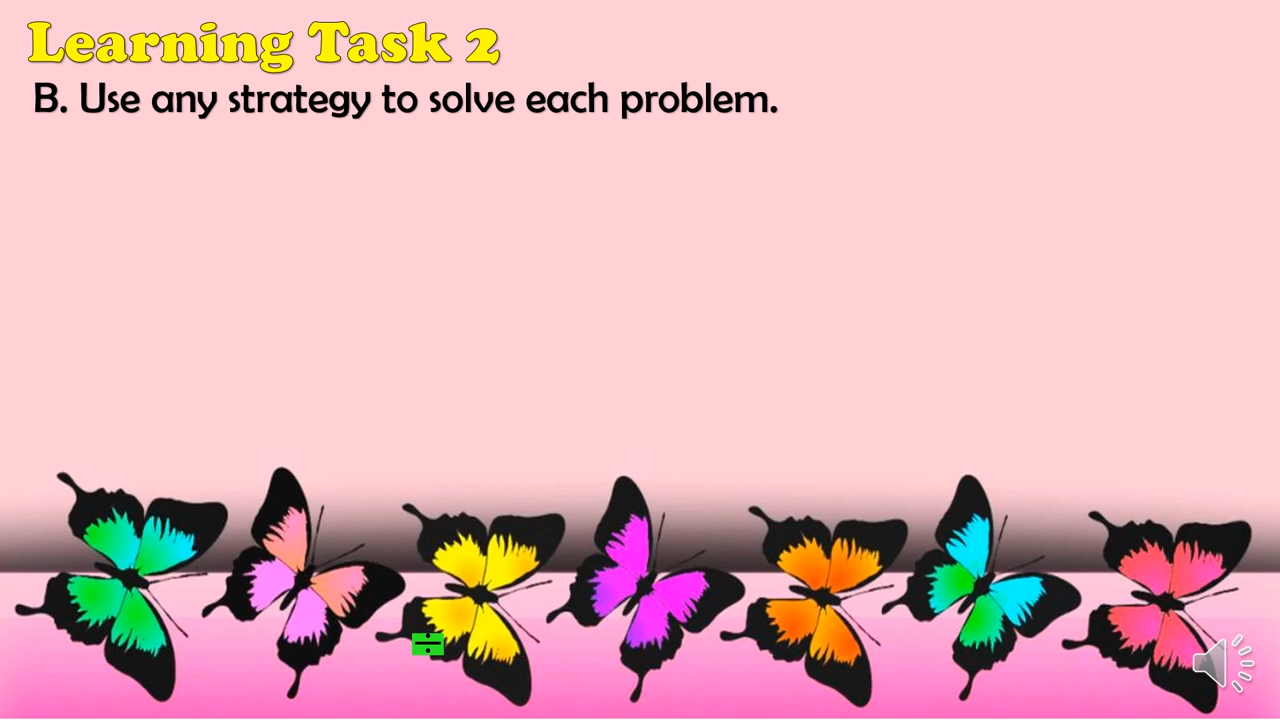 Learning Task 2
B. Use any strategy to solve each problem.